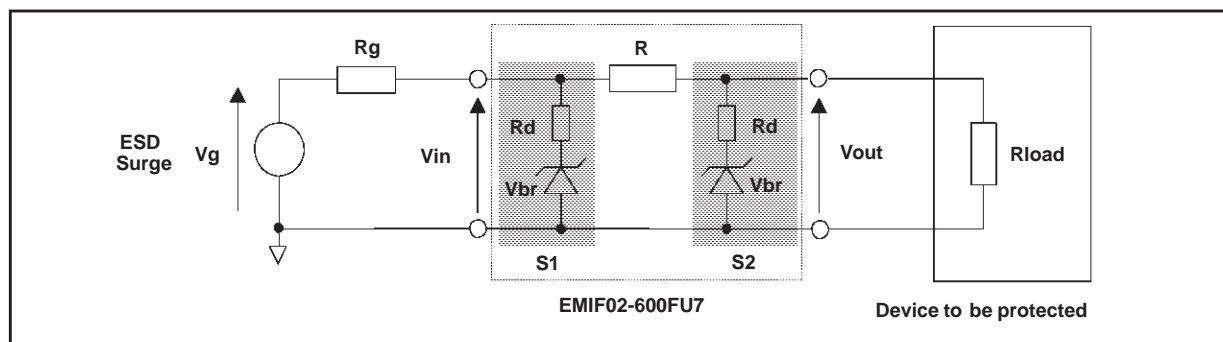 Rg
R
ESD
Surge
Vg
Vin
Rd
Vbr
Rd
Vbr
Vout
Rload
S1
S2
EMIF02-600FU7
Device to be protected